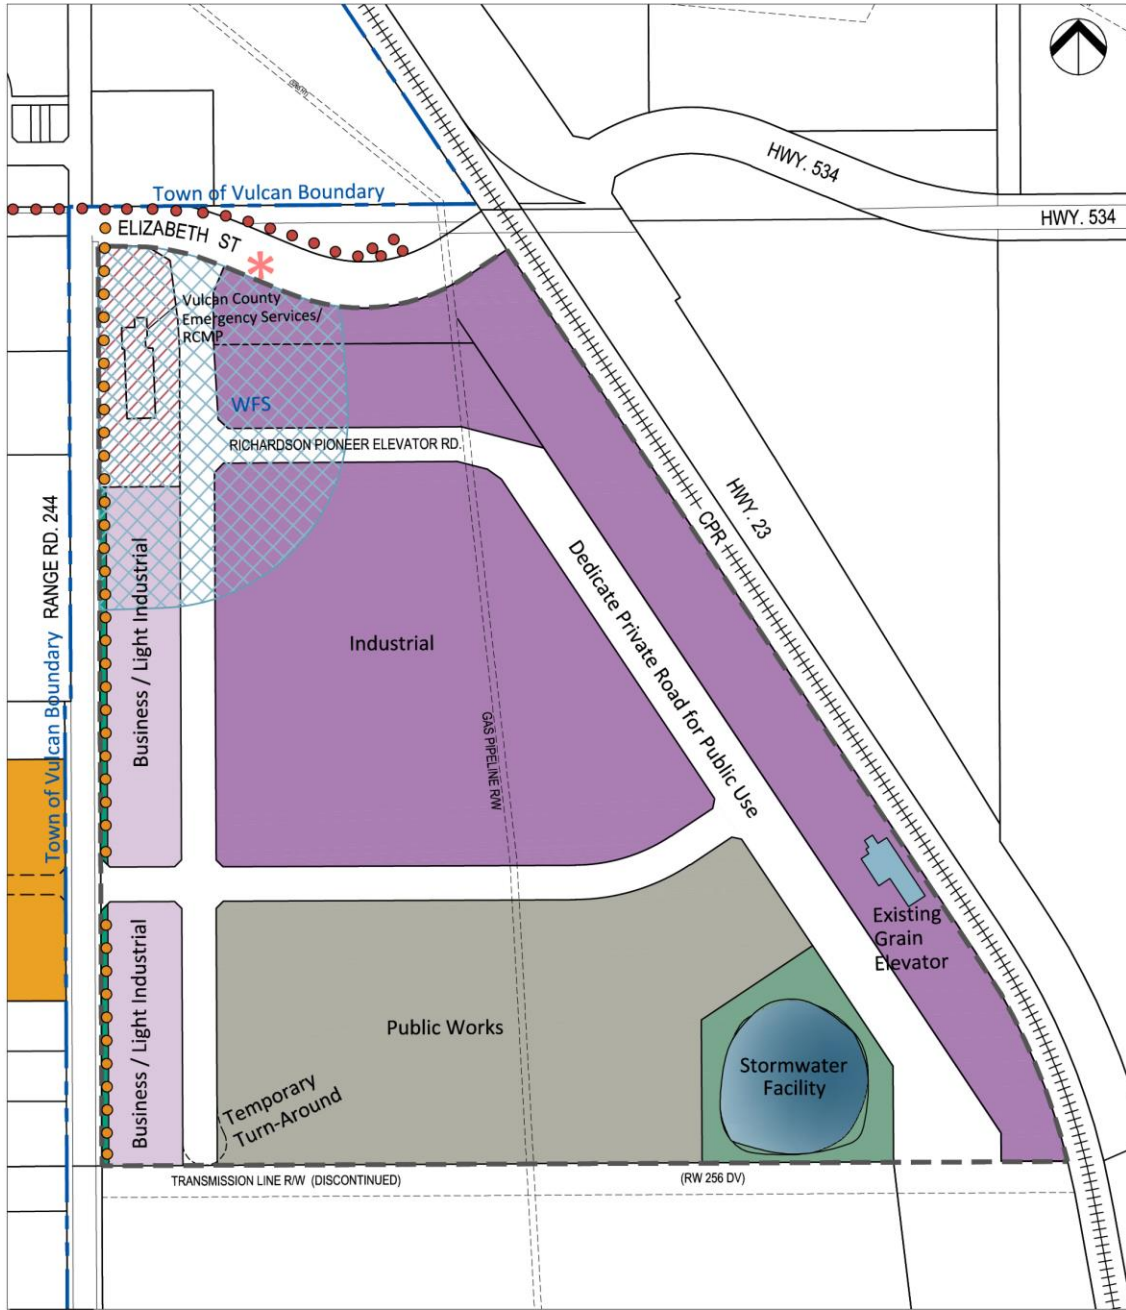 HWY. 534
HWY. 534
Town of Vulcan Boundary
ELIZABETH ST
Vulcan County
Emergency Services/
RCMP
WFS
RICHARDSON PIONEER ELEVATOR RD.
HWY. 23
CPR
RANGE RD. 244
Town of Vulcan Boundary
Business / Light Industrial
Industrial
Dedicate Private Road for Public Use
GAS PIPELINE R/W
Existing
Grain
Elevator
Business / Light Industrial
Public Works
Stormwater
Facility
Temporary
Turn-Around
TRANSMISSION LINE R/W (DISCONTINUED)
(RW 256 DV)